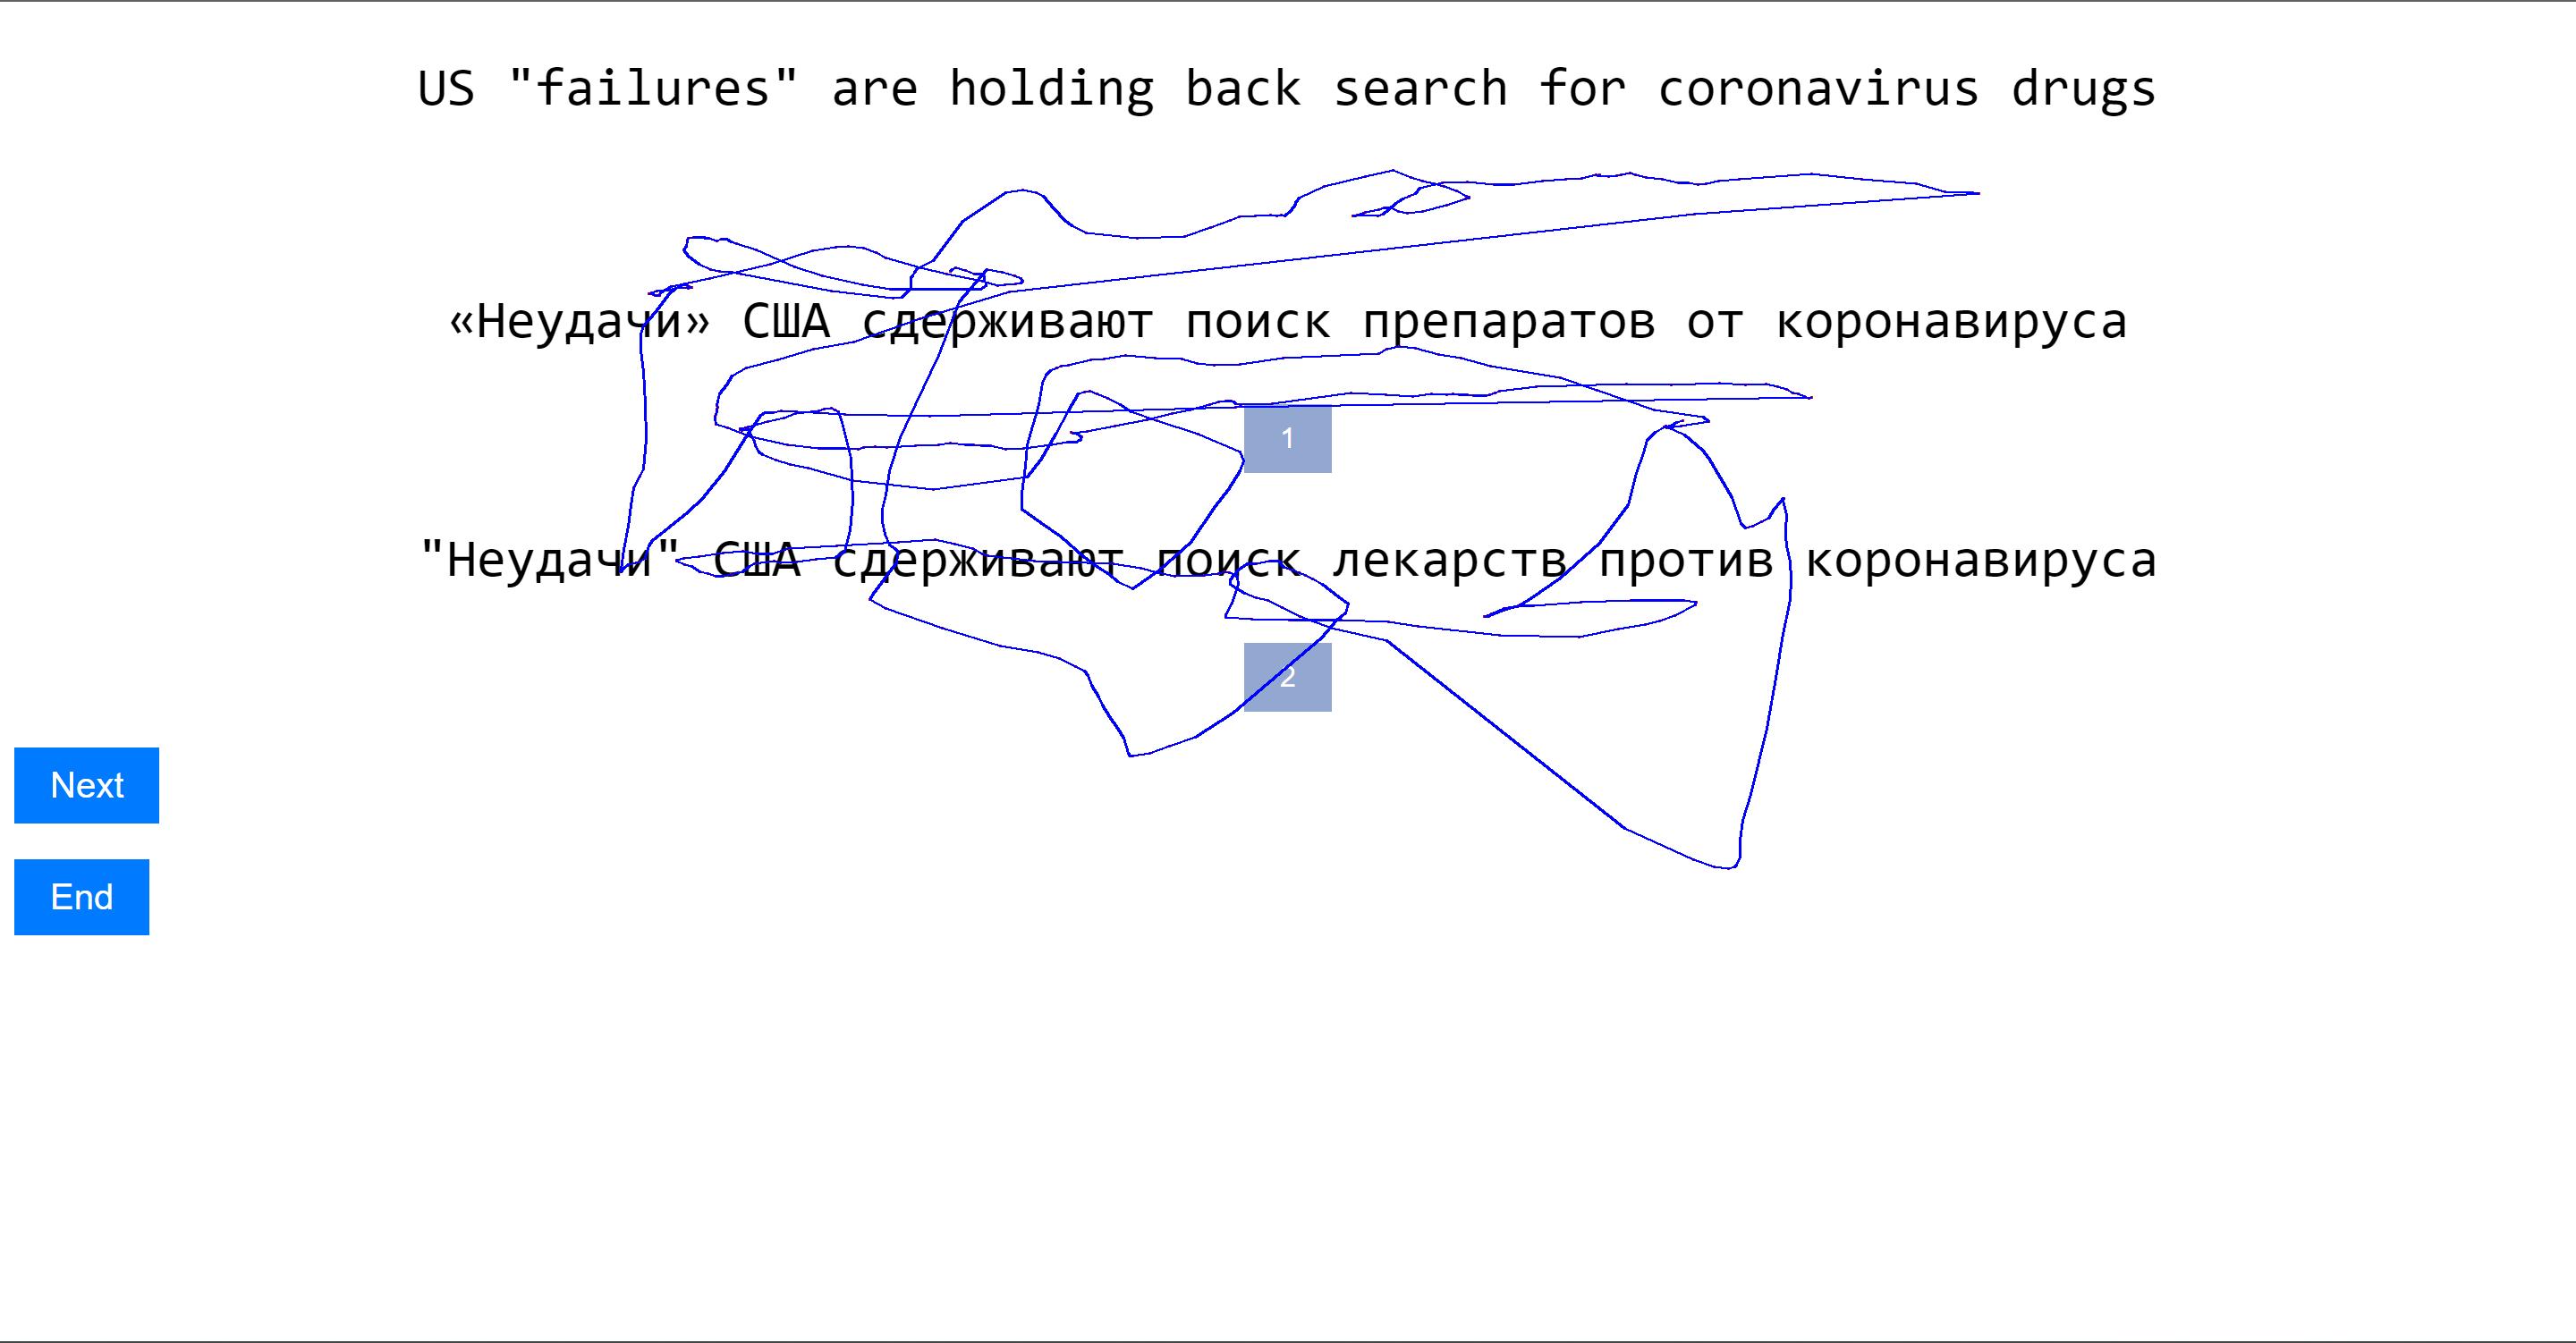 US "failures" are holding back search for coronavirus drugs
«Неудачи» США сдерживают поиск препаратов от коронавируса
1
"Неудачи" США сдерживают поиск лекарств против коронавируса
2
Next
End